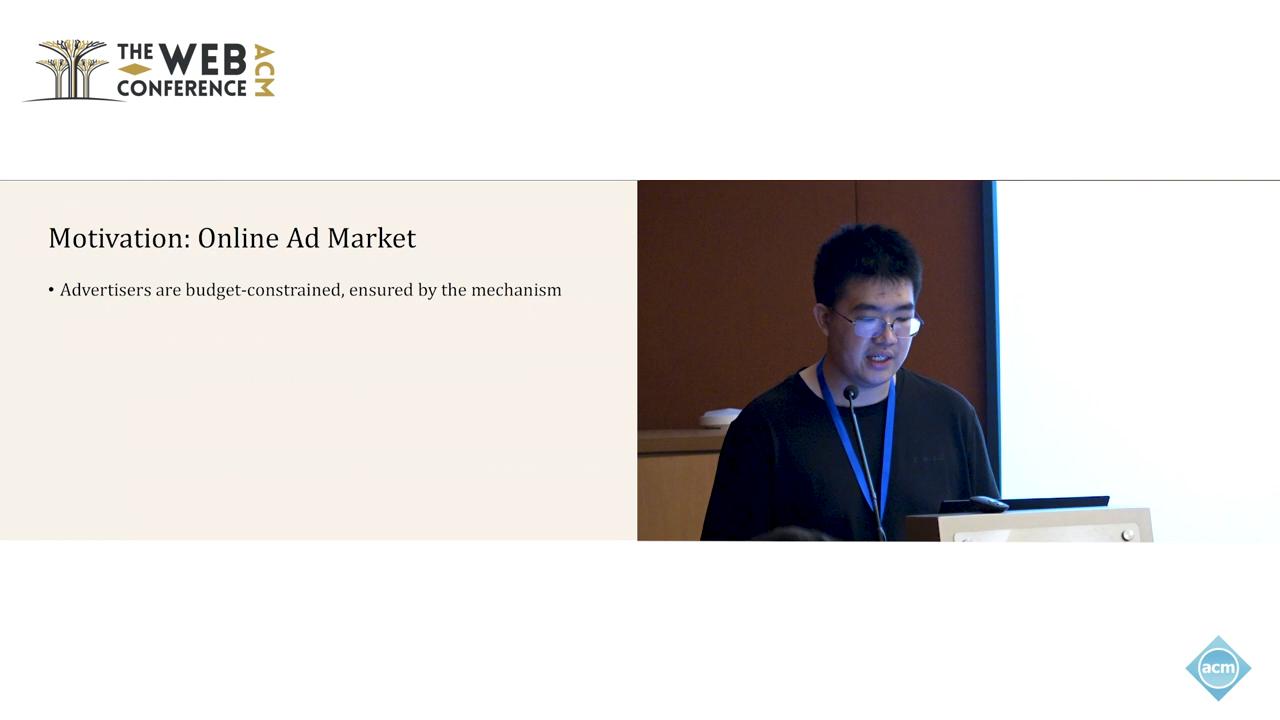 THE WEB
CONFERENCE
ACM
Motivation: Online Ad Market
• Advertisers are budget-constrained, ensured by the mechanism
acm